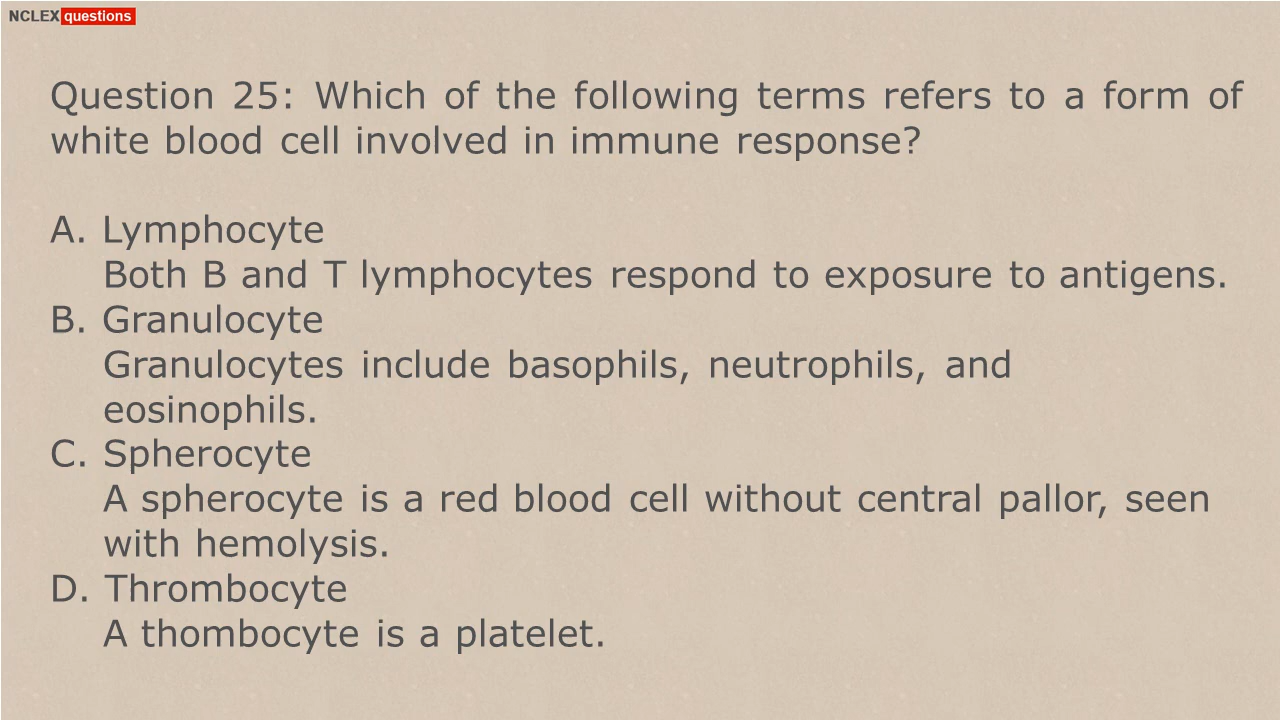 NCLEX questions
Question 25: Which of the following terms refers to a form of
white blood cell involved in immune response?
A. Lymphocyte
Both B and T lymphocytes respond to exposure to antigens.
B. Granulocyte
Granulocytes include basophils, neutrophils, and
eosinophils.
C. Spherocyte
A spherocyte is a red blood cell without central pallor, seen
with hemolysis.
D. Thrombocyte
A thombocyte is a platelet.